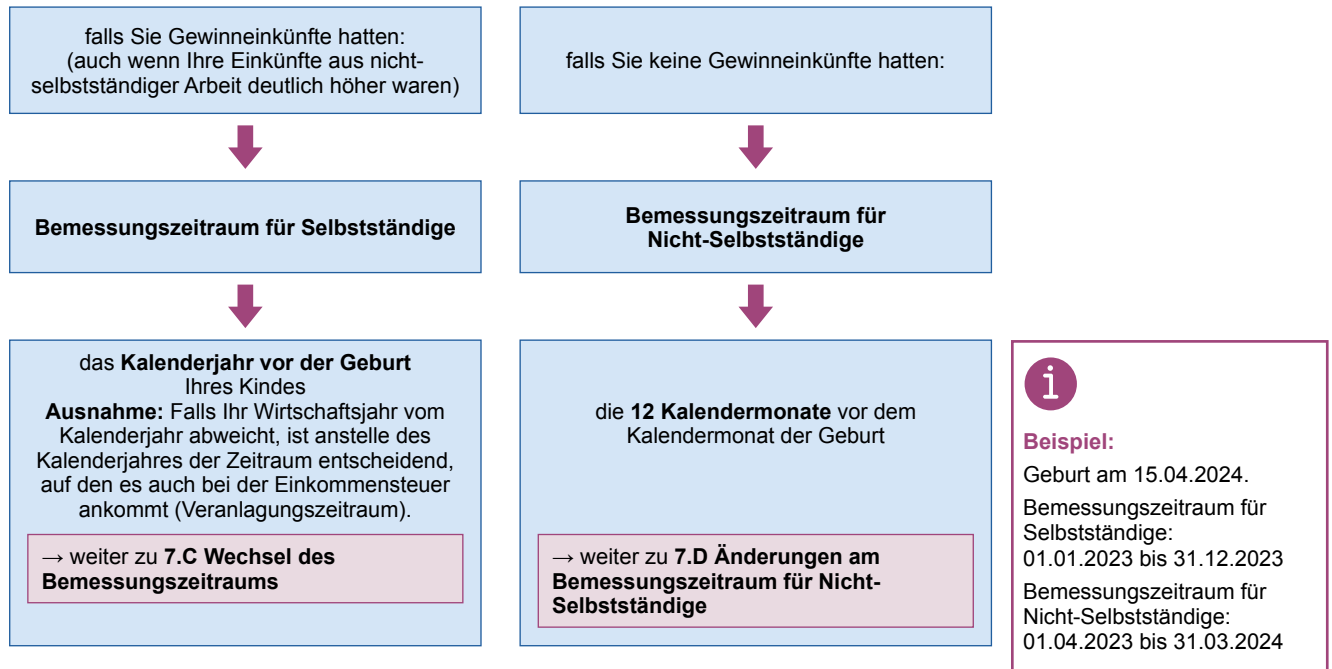 falls Sie Gewinneinkünfte hatten:
(auch wenn Ihre Einkünfte aus nicht-
selbstständiger Arbeit deutlich höher waren)
Bemessungszeitraum für Selbstständige
das Kalenderjahr vor der Geburt
Ihres Kindes
Ausnahme: Falls Ihr Wirtschaftsjahr vom
Kalenderjahr abweicht, ist anstelle des
Kalenderjahres der Zeitraum entscheidend,
auf den es auch bei der Einkommensteuer
ankommt (Veranlagungszeitraum).
→ weiter zu 7.C Wechsel des
Bemessungszeitraums
falls Sie keine Gewinneinkünfte hatten:
Bemessungszeitraum für
Nicht-Selbstständige
die 12 Kalendermonate vor dem
Kalendermonat der Geburt
→ weiter zu 7.D Änderungen am
Bemessungszeitraum für Nicht-
Selbstständige
i
Beispiel:
Geburt am 15.04.2024.
Bemessungszeitraum für
Selbstständige:
01.01.2023 bis 31.12.2023
Bemessungszeitraum für
Nicht-Selbstständige:
01.04.2023 bis 31.03.2024